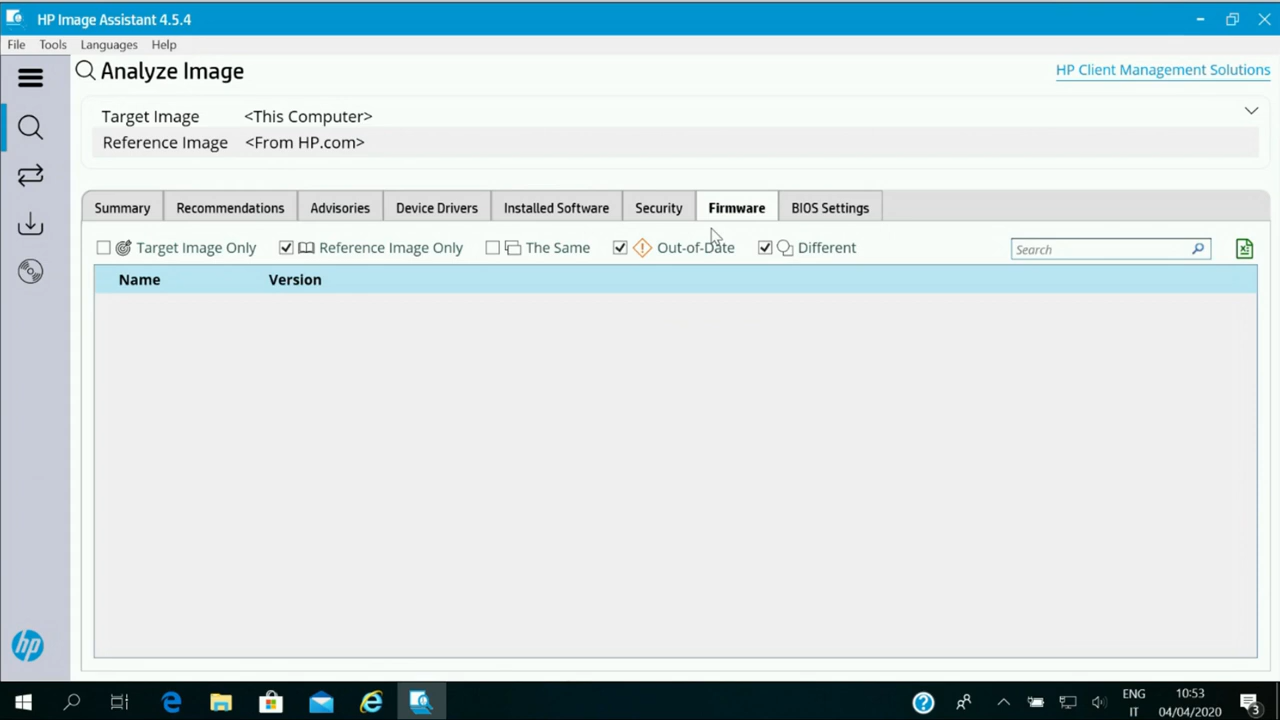 HP Image Assistant 4.5.4
File Tools Languages Help
Analyze Image
HP Client Management Solutions
Target Image <This Computer>
Reference Image <From HP.com>
Summary Recommendations Advisories Device Drivers Installed Software Security Firmware BIOS Settings
Target Image Only Reference Image Only The Same Out-of-Date Different Search
Name Version
hp
ENG 10:53
IT 04/04/2020 3